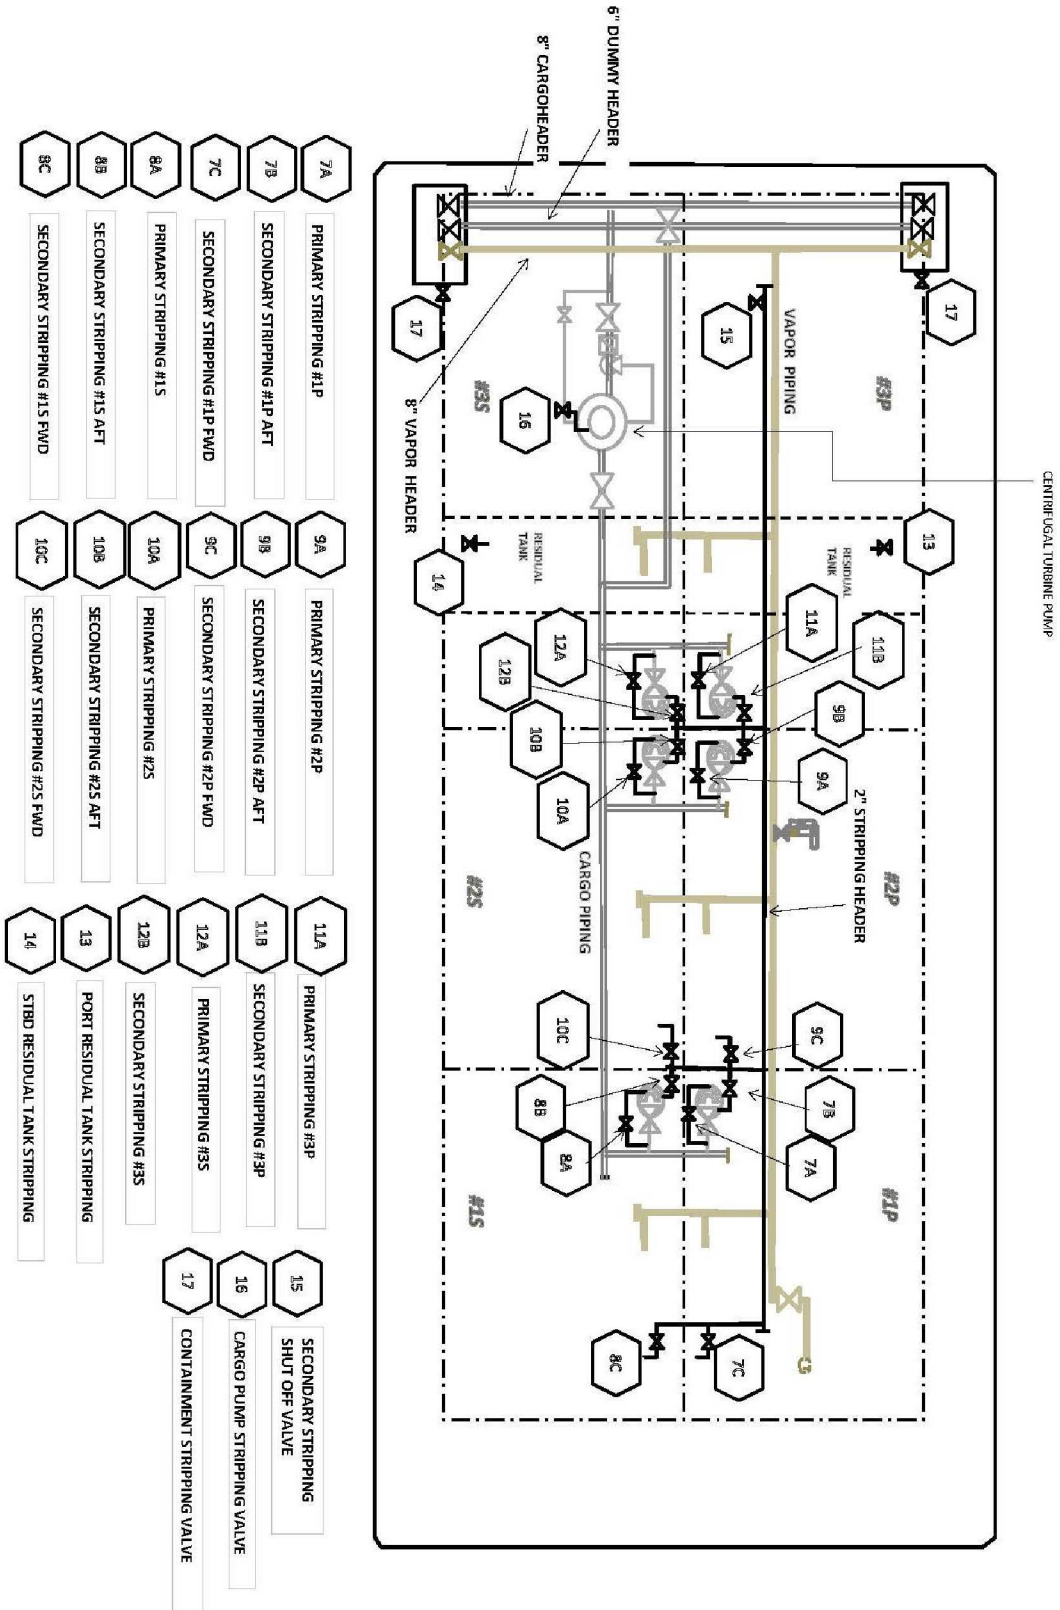 CENTRIFUGAL TURBINE PUMP
6" DUMMY HEADER
8" CARGOHEADER
17
17
15
VAPOR PIPING
#3P
#3S
16
8" VAPOR HEADER
13
14
RESIDUAL
TANK
RESIDUAL
TANK
11A
11B
12A
12B
9B
10B
9A
10A
2" STRIPPING HEADER
CARGO PIPING
#2P
#2S
9C
10C
7B
8B
7A
8A
#1P
#1S
7C
8C
G
7A PRIMARY STRIPPING #1P
7B SECONDARY STRIPPING #1P AFT
7C SECONDARY STRIPPING #1P FWD
8A PRIMARY STRIPPING #1S
8B SECONDARY STRIPPING #1S AFT
8C SECONDARY STRIPPING #1S FWD
9A PRIMARY STRIPPING #2P
9B SECONDARY STRIPPING #2P AFT
9C SECONDARY STRIPPING #2P FWD
10A PRIMARY STRIPPING #2S
10B SECONDARY STRIPPING #2S AFT
10C SECONDARY STRIPPING #2S FWD
11A PRIMARY STRIPPING #3P
11B SECONDARY STRIPPING #3P
12A PRIMARY STRIPPING #3S
12B SECONDARY STRIPPING #3S
13 PORT RESIDUAL TANK STRIPPING
14 STBD RESIDUAL TANK STRIPPING
15 SECONDARY STRIPPING
SHUT OFF VALVE
16 CARGO PUMP STRIPPING VALVE
17 CONTAINMENT STRIPPING VALVE